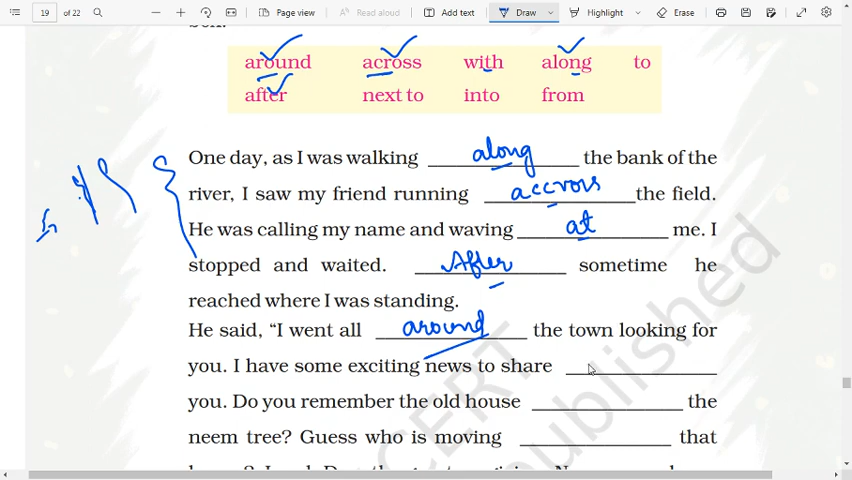 19 of 22
Page view
Read aloud
Add text
Draw
Highlight
Erase
around across with along to
after next to into from
One day, as I was walking along the bank of the
river, I saw my friend running accross the field.
He was calling my name and waving at me. I
stopped and waited. After sometime he
reached where I was standing.
He said, “I went all around the town looking for
you. I have some exciting news to share
you. Do you remember the old house the
neem tree? Guess who is moving that
published